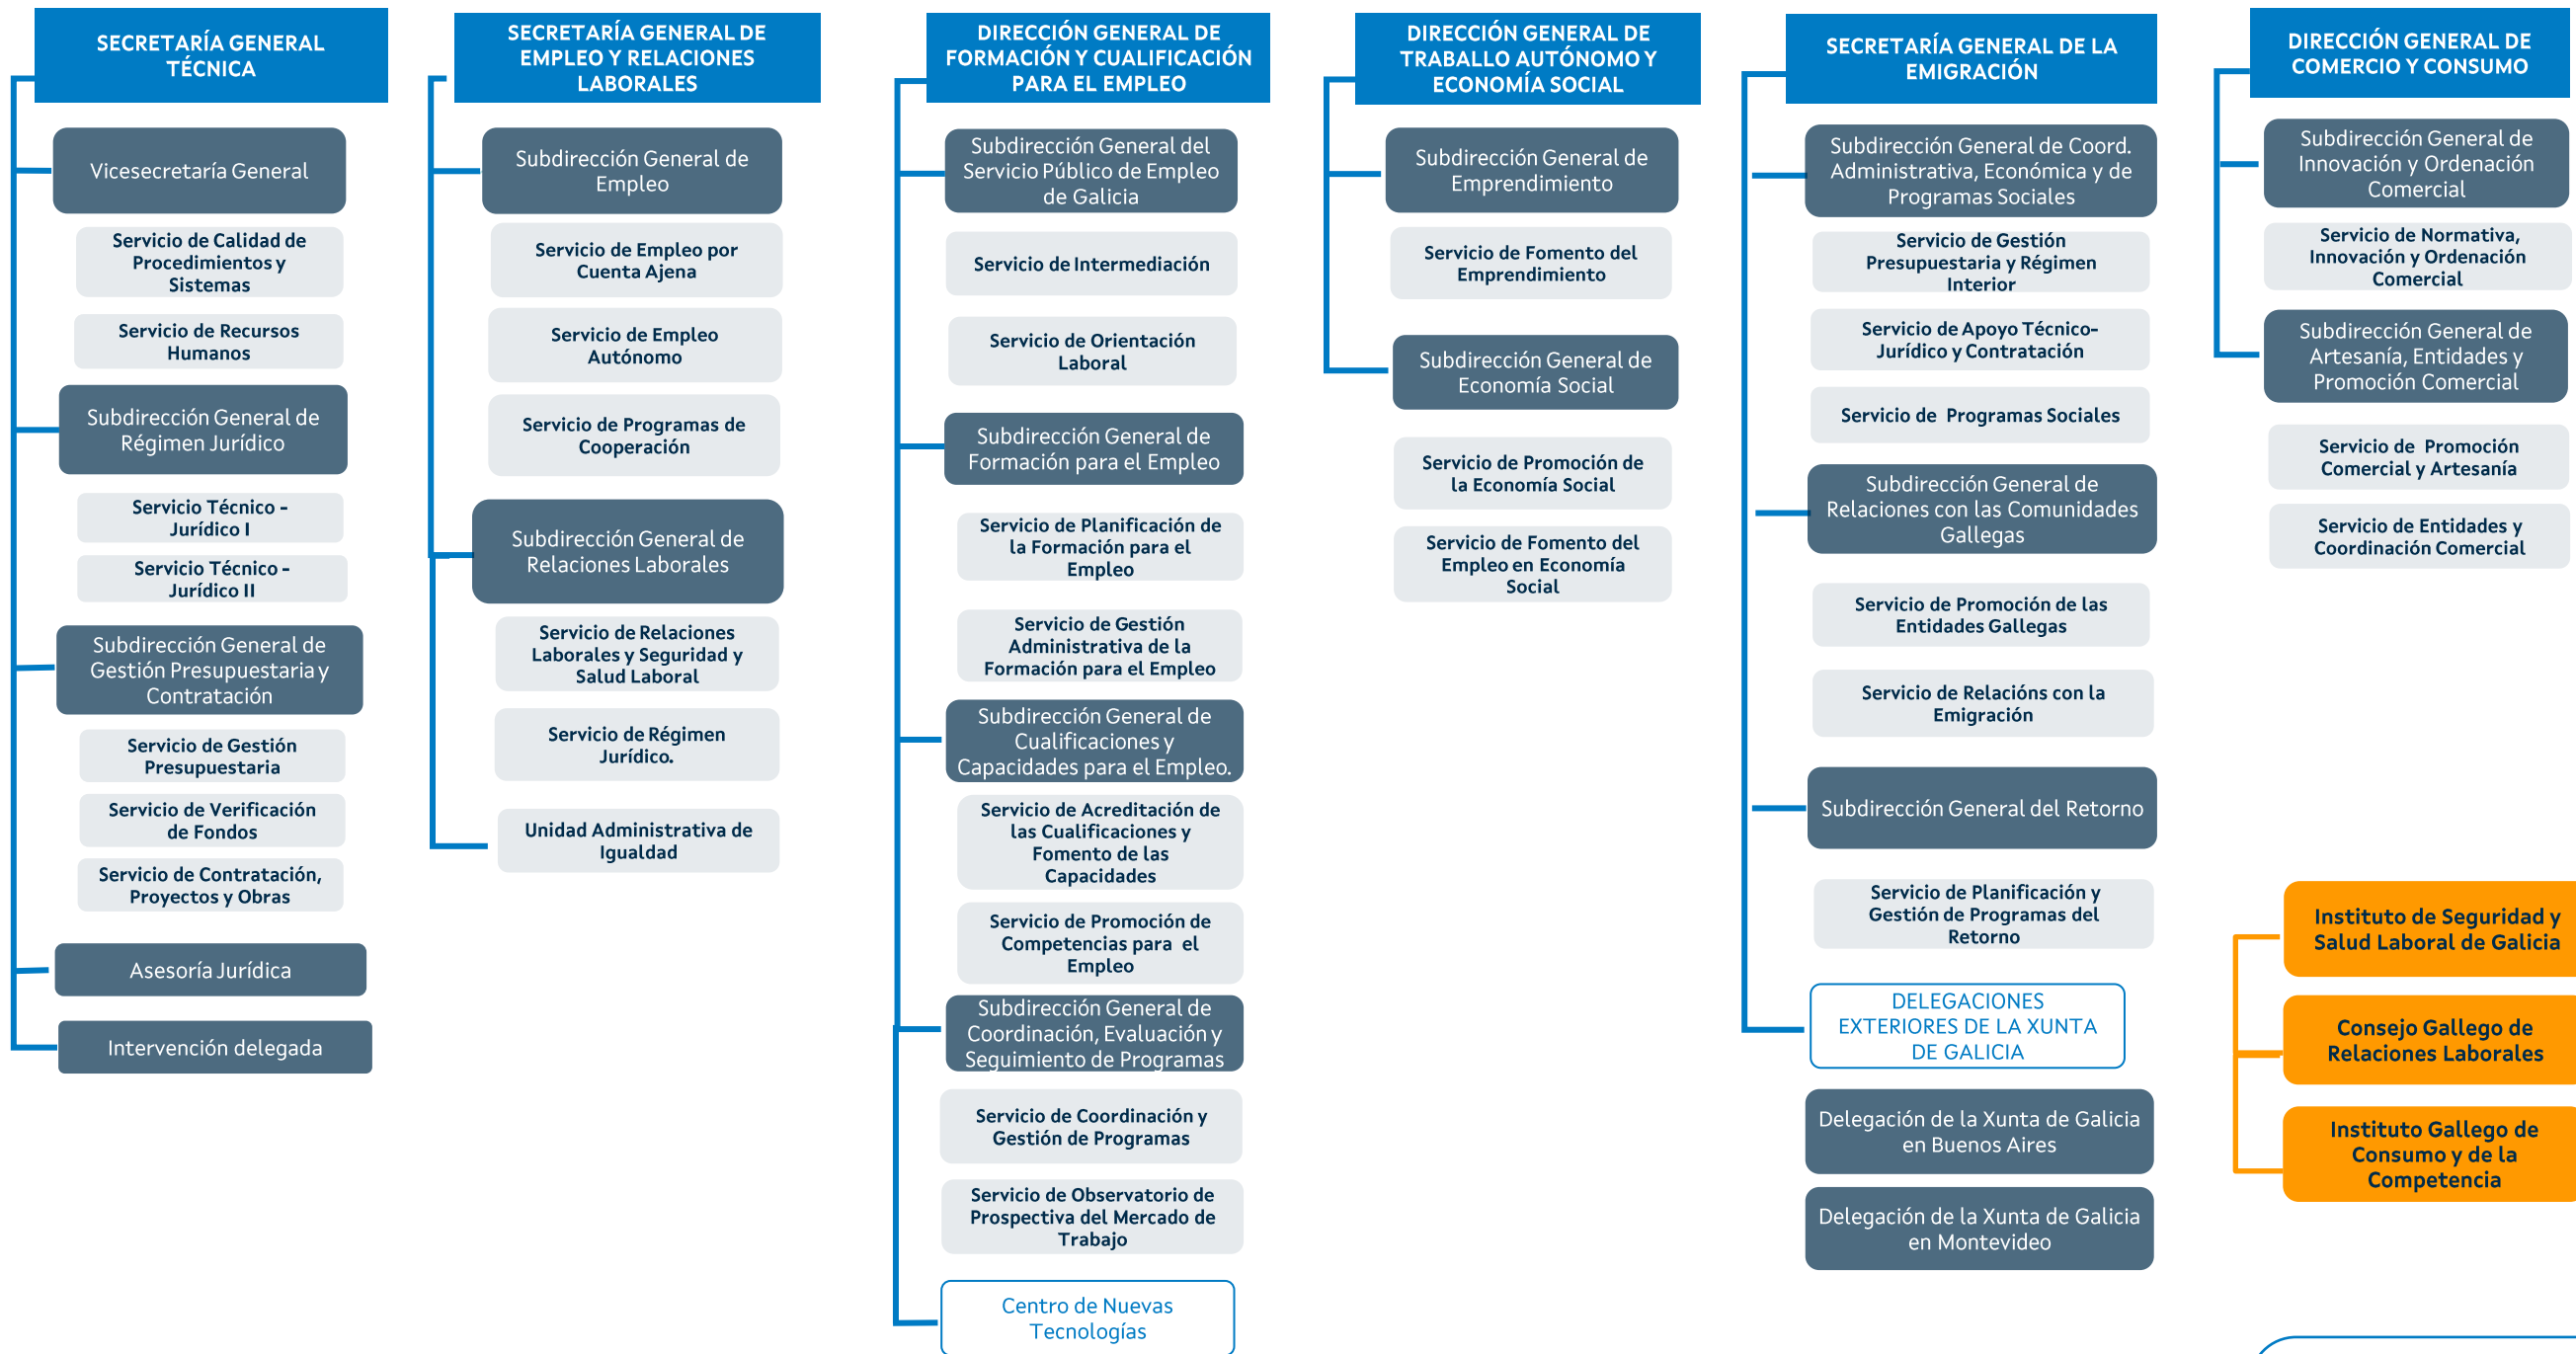 SECRETARÍA GENERAL
TÉCNICA
Vicesecretaría General
Servicio de Calidad de
Procedimientos y
Sistemas
Servicio de Recursos
Humanos
Subdirección General de
Régimen Jurídico
Servicio Técnico -
Jurídico I
Servicio Técnico -
Jurídico II
Subdirección General de
Gestión Presupuestaria y
Contratación
Servicio de Gestión
Presupuestaria
Servicio de Verificación
de Fondos
Servicio de Contratación,
Proyectos y Obras
Asesoría Jurídica
Intervención delegada
SECRETARÍA GENERAL DE
EMPLEO Y RELACIONES
LABORALES
Subdirección General de
Empleo
Servicio de Empleo por
Cuenta Ajena
Servicio de Empleo
Autónomo
Servicio de Programas de
Cooperación
Subdirección General de
Relaciones Laborales
Servicio de Relaciones
Laborales y Seguridad y
Salud Laboral
Servicio de Régimen
Jurídico.
Unidad Administrativa de
Igualdad
DIRECCIÓN GENERAL DE
FORMACIÓN Y CUALIFICACIÓN
PARA EL EMPLEO
Subdirección General del
Servicio Público de Empleo
de Galicia
Servicio de Intermediación
Servicio de Orientación
Laboral
Subdirección General de
Formación para el Empleo
Servicio de Planificación de
la Formación para el
Empleo
Servicio de Gestión
Administrativa de la
Formación para el Empleo
Subdirección General de
Cualificaciones y
Capacidades para el Empleo.
Servicio de Acreditación de
las Cualificaciones y
Fomento de las
Capacidades
Servicio de Promoción de
Competencias para el
Empleo
Subdirección General de
Coordinación, Evaluación y
Seguimiento de Programas
Servicio de Coordinación y
Gestión de Programas
Servicio de Observatorio de
Prospectiva del Mercado de
Trabajo
Centro de Nuevas
Tecnologías
DIRECCIÓN GENERAL DE
TRABALLO AUTÓNOMO Y
ECONOMÍA SOCIAL
Subdirección General de
Emprendimiento
Servicio de Fomento del
Emprendimiento
Subdirección General de
Economía Social
Servicio de Promoción de
la Economía Social
Servicio de Fomento del
Empleo en Economía
Social
SECRETARÍA GENERAL DE LA
EMIGRACIÓN
Subdirección General de Coord.
Administrativa, Económica y de
Programas Sociales
Servicio de Gestión
Presupuestaria y Régimen
Interior
Servicio de Apoyo Técnico-
Jurídico y Contratación
Servicio de Programas Sociales
Subdirección General de
Relaciones con las Comunidades
Gallegas
Servicio de Promoción de las
Entidades Gallegas
Servicio de Relacións con la
Emigración
Subdirección General del Retorno
Servicio de Planificación y
Gestión de Programas del
Retorno
DELEGACIONES
EXTERIORES DE LA XUNTA
DE GALICIA
Delegación de la Xunta de Galicia
en Buenos Aires
Delegación de la Xunta de Galicia
en Montevideo
DIRECCIÓN GENERAL DE
COMERCIO Y CONSUMO
Subdirección General de
Innovación y Ordenación
Comercial
Servicio de Normativa,
Innovación y Ordenación
Comercial
Subdirección General de
Artesanía, Entidades y
Promoción Comercial
Servicio de Promoción
Comercial y Artesanía
Servicio de Entidades y
Coordinación Comercial
Instituto de Seguridad y
Salud Laboral de Galicia
Consejo Gallego de
Relaciones Laborales
Instituto Gallego de
Consumo y de la
Competencia